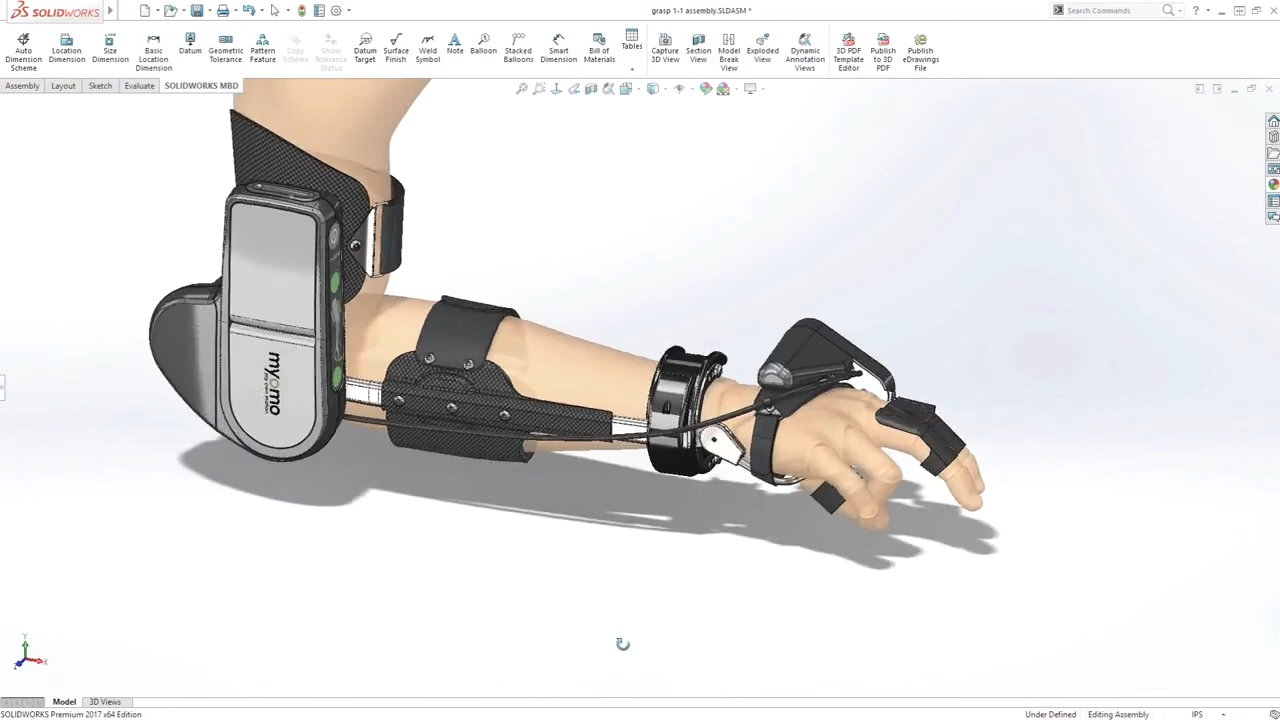 SOLIDWORKS
grasp 1-1 assembly.SLDASM *
Search Commands
Auto Dimension Scheme
Location Dimension
Size Dimension
Basic Location Dimension
Datum
Geometric Tolerance
Pattern Feature
Copy Scheme
Show Tolerance Status
Datum Target
Surface Finish
Weld Symbol
Note
Balloon
Stacked Balloons
Smart Dimension
Bill of Materials
Tables
Capture 3D View
Section View
Model Break View
Exploded View
Dynamic Annotation Views
3D PDF Template Editor
Publish to 3D PDF
Publish eDrawings File
Assembly
Layout
Sketch
Evaluate
SOLIDWORKS MBD
myomo
Y
X
Z
Model
3D Views
SOLIDWORKS Premium 2017 x64 Edition
Under Defined
Editing Assembly
IPS